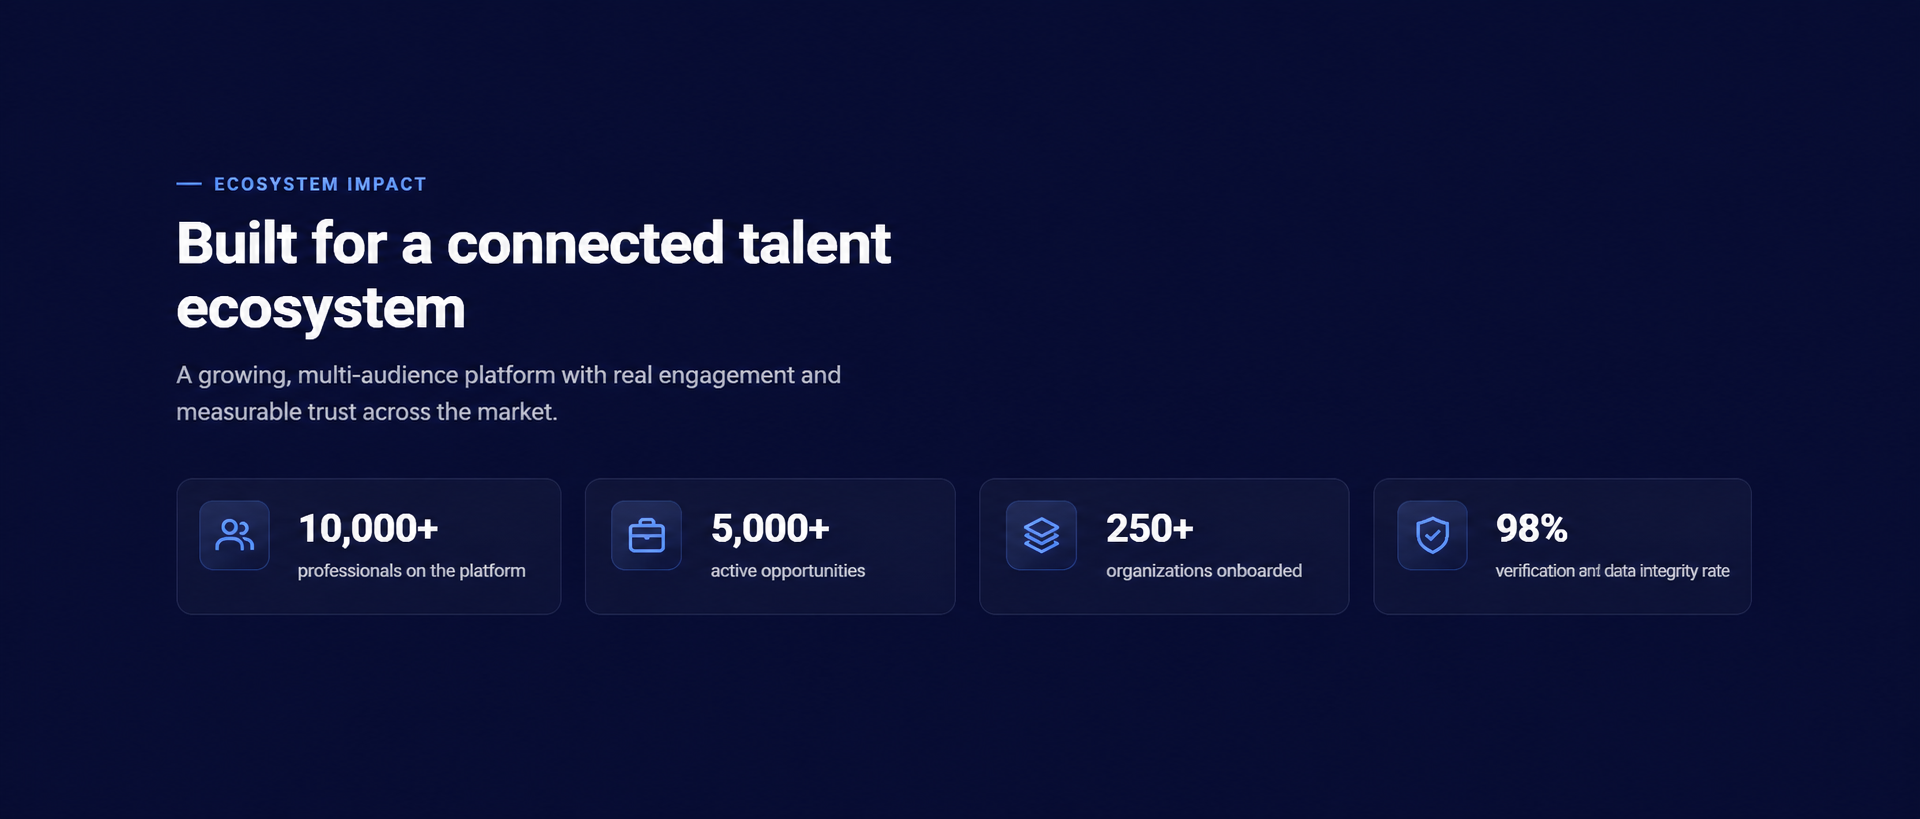 ECOSYSTEM IMPACT
Built for a connected talent
ecosystem
A growing, multi-audience platform with real engagement and
measurable trust across the market.
10,000+
professionals on the platform
5,000+
active opportunities
250+
organizations onboarded
98%
verification and data integrity rate